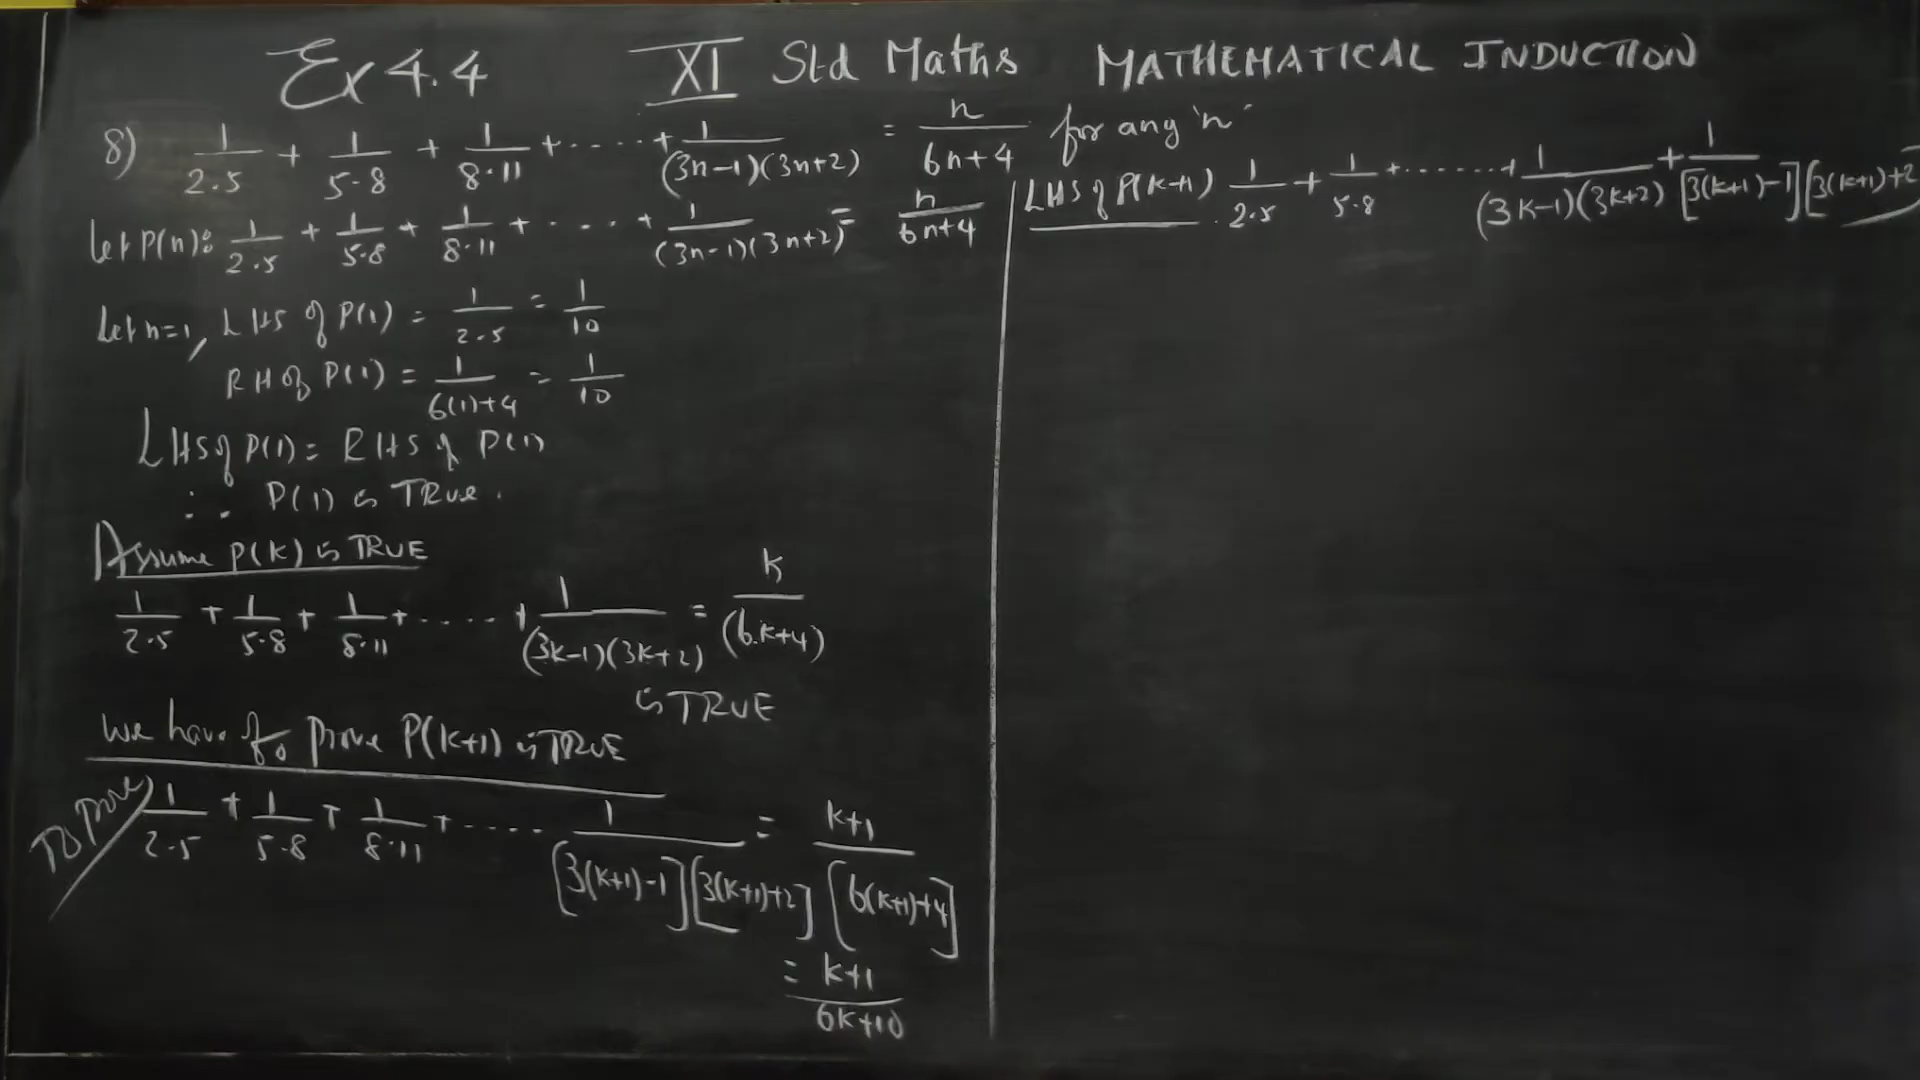 Ex 4.4 XI Std Maths MATHEMATICAL INDUCTION
8) 1/2.5 + 1/5.8 + 1/8.11 + ..... + 1/(3n-1)(3n+2) = n/6n+4 for any 'n'
Let P(n): 1/2.5 + 1/5.8 + 1/8.11 + .... + 1/(3n-1)(3n+2) = n/6n+4
Let n=1, LHS of P(1) = 1/2.5 = 1/10
RH of P(1) = 1/6(1)+4 = 1/10
LHS of P(1) = RHS of P(1)
∴ P(1) is TRUE.
Assume P(k) is TRUE
1/2.5 + 1/5.8 + 1/8.11 + ..... + 1/(3k-1)(3k+2) = k/(6k+4)
is TRUE
We have to prove P(k+1) is TRUE
To prove 1/2.5 + 1/5.8 + 1/8.11 + .... 1/[3(k+1)-1][3(k+1)+2] = k+1/[6(k+1)+4]
= k+1/6k+10
LHS of P(k+1) 1/2.5 + 1/5.8 + ....... + 1/(3k-1)(3k+2) + 1/[3(k+1)-1][3(k+1)+2